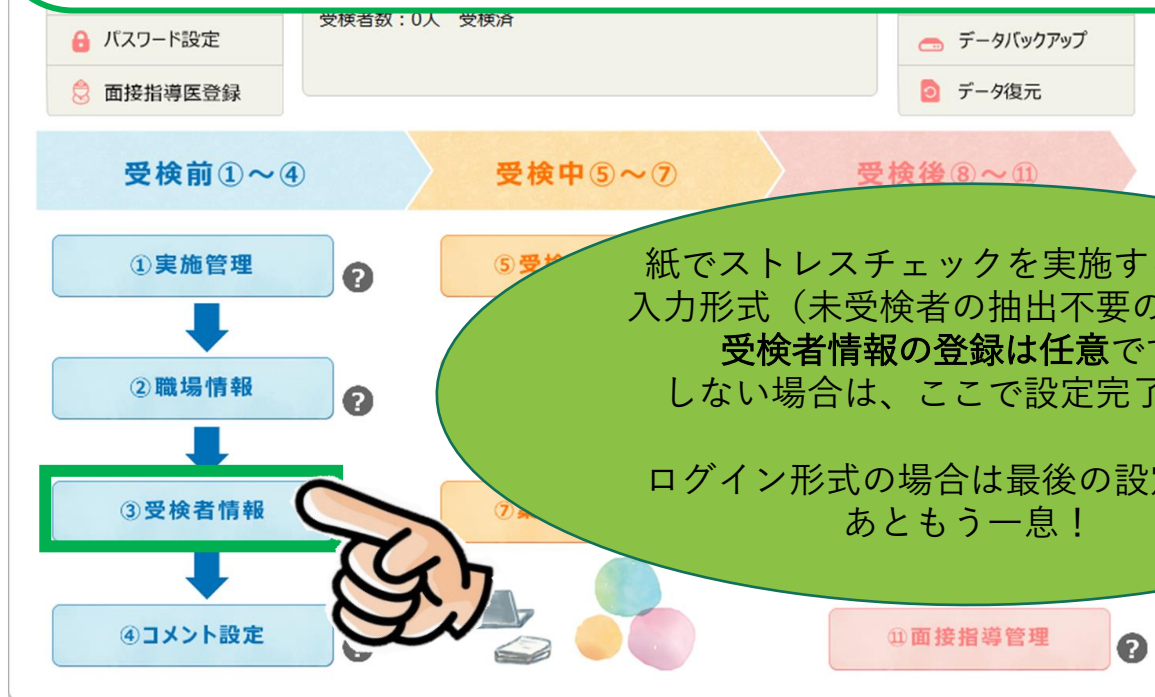 受検者数：0人　受検済
パスワード設定
面接指導医登録
データバックアップ
データ復元
受検前①～④
受検中⑤～⑦
受検後⑧～⑪
①実施管理
?
②職場情報
?
③受検者情報
④コメント設定
⑤受検
⑦
紙でストレスチェックを実施す
入力形式（未受検者の抽出不要の
受検者情報の登録は任意で
しない場合は、ここで設定完了
ログイン形式の場合は最後の設定
あともう一息！
⑪面接指導管理
?